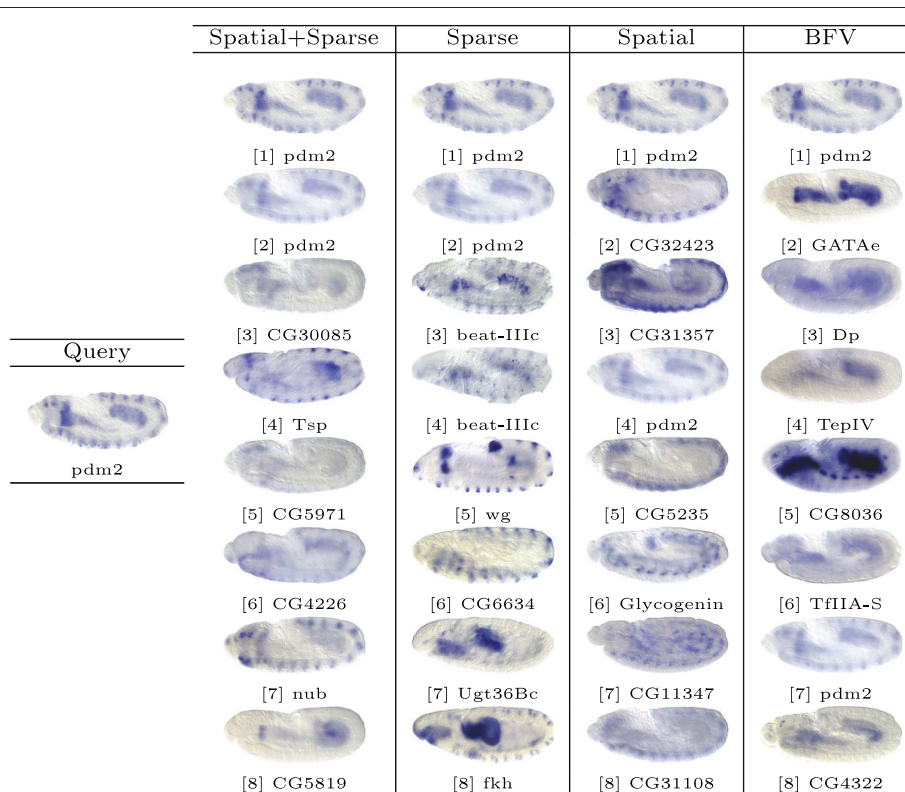 Spatial+Sparse Sparse Spatial BFV
[1] pdm2 [1] pdm2 [1] pdm2 [1] pdm2
[2] pdm2 [2] pdm2 [2] CG32423 [2] GATAe
[3] CG30085 [3] beat-IIIc [3] CG31357 [3] Dp
Query
[4] Tsp [4] beat-IIIc [4] pdm2 [4] TepIV
pdm2
[5] CG5971 [5] wg [5] CG5235 [5] CG8036
[6] CG4226 [6] CG6634 [6] Glycogenin [6] TfIIA-S
[7] nub [7] Ugt36Bc [7] CG11347 [7] pdm2
[8] CG5819 [8] fkh [8] CG31108 [8] CG4322